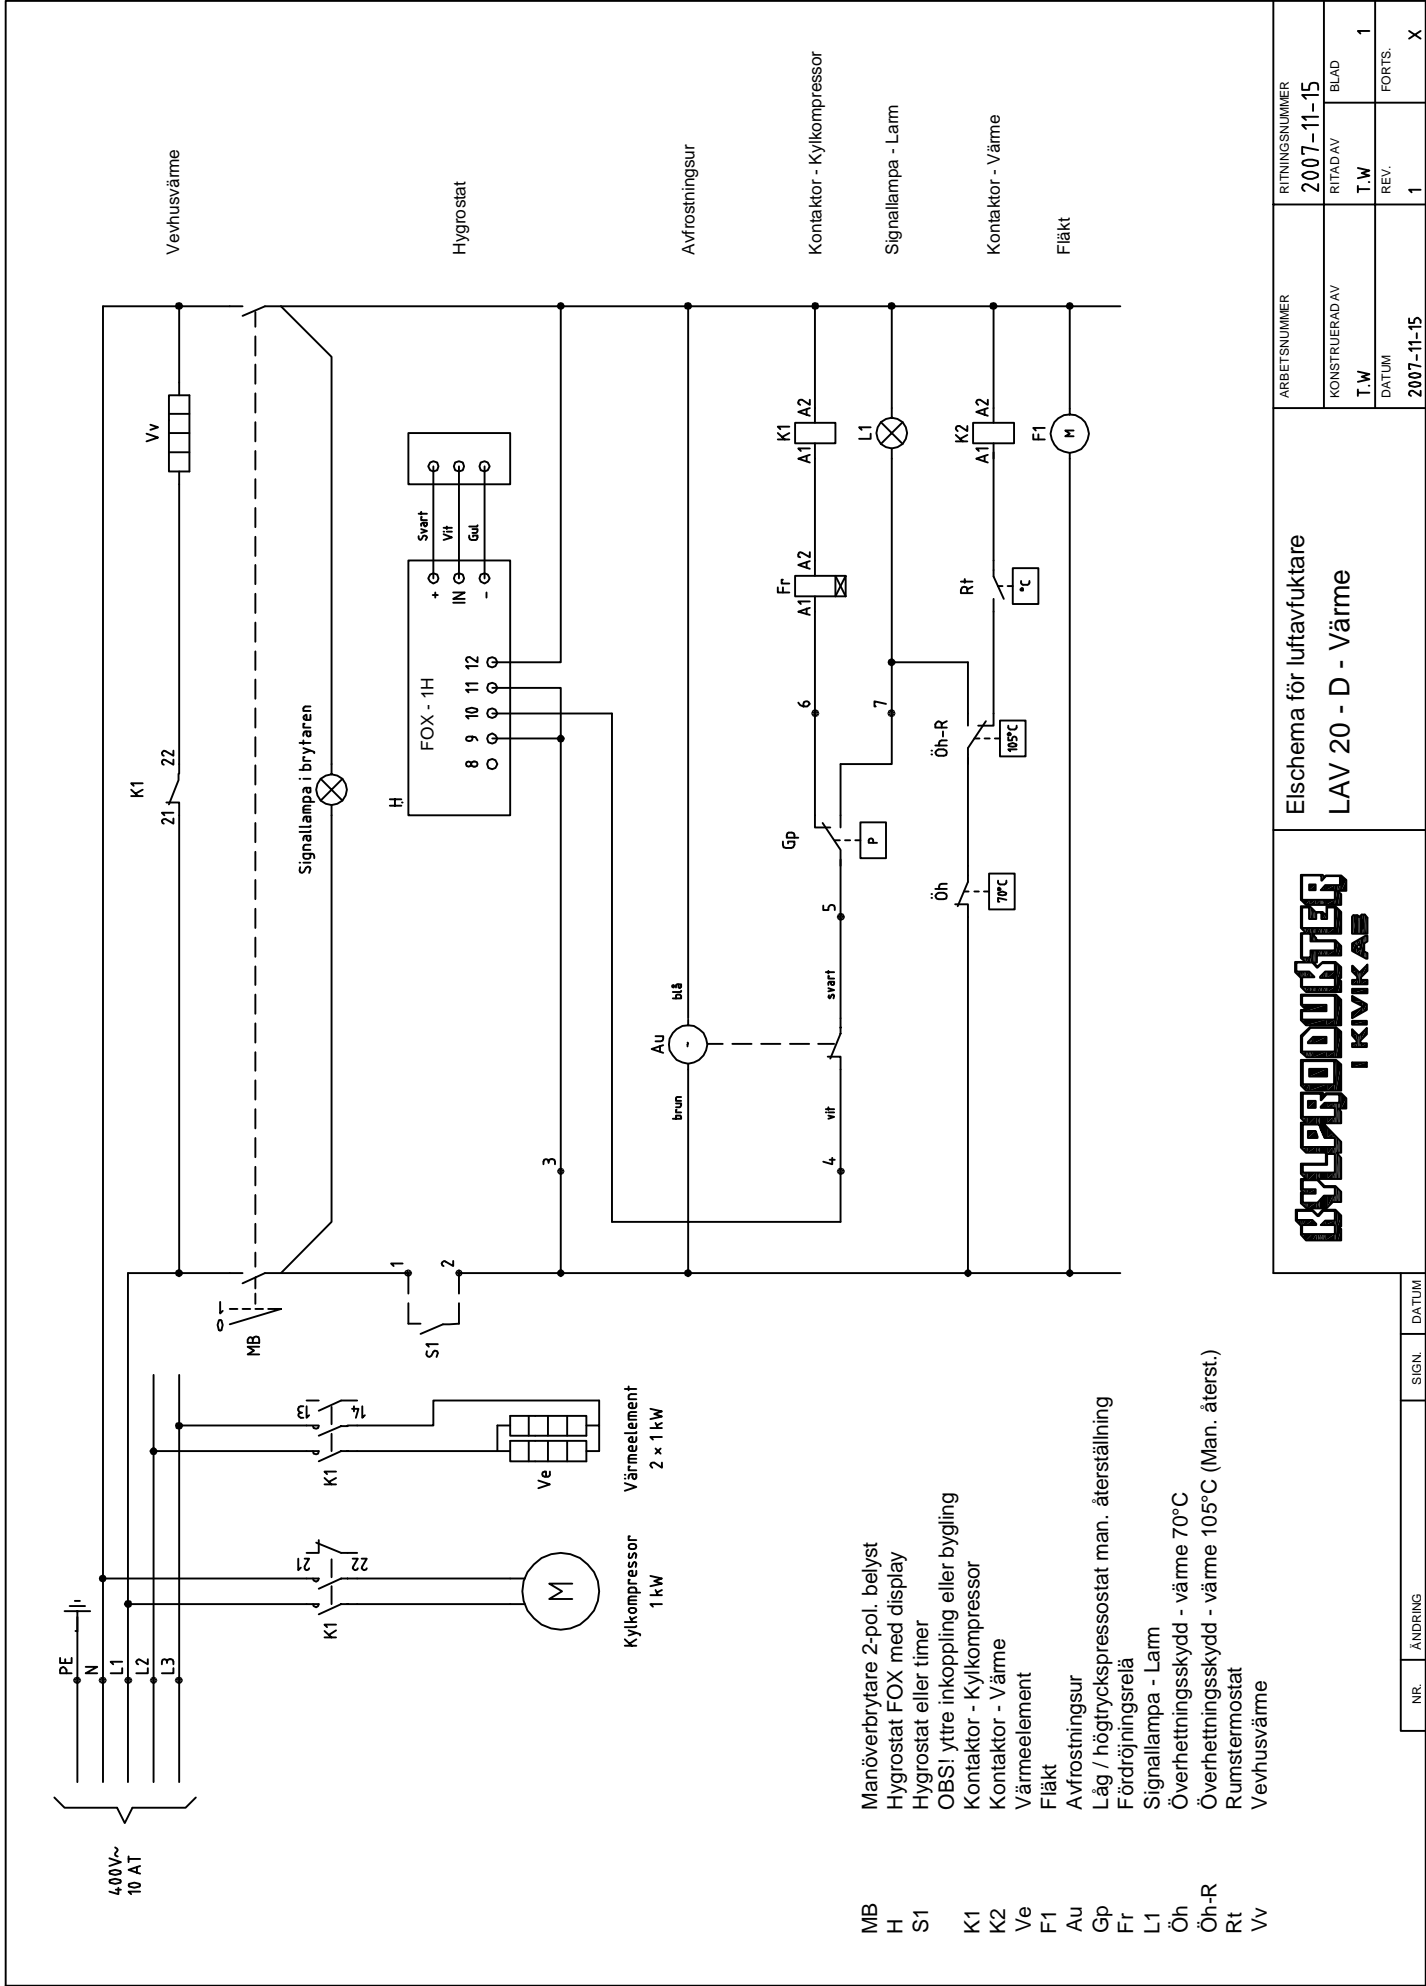 400V~
10 AT
PE
N
L1
L2
L3
K1
21
22
Kylkompressor
1 kW
K1
13
14
Ve
Värmeelement
2 × 1 kW
MB
0
1
S1
1
2
K1
21
22
Vv
Vevhusvärme
Signallampa i brytaren
H
FOX - 1H
8
9
10
11
12
+
IN
-
Svart
Vit
Gul
Hygrostat
3
Au
~
brun
blå
Avfrostningsur
4
vit
svart
5
Gp
P
6
7
Fr
A1
A2
K1
A1
A2
Kontaktor - Kylkompressor
L1
Signallampa - Larm
Öh
70°C
Öh-R
105°C
Rt
°C
K2
A1
A2
Kontaktor - Värme
F1
M
Fläkt
M
MB Manöverbrytare 2-pol. belyst
H Hygrostat FOX med display
S1 Hygrostat eller timer
OBS! yttre inkoppling eller bygling
K1 Kontaktor - Kylkompressor
K2 Kontaktor - Värme
Ve Värmeelement
F1 Fläkt
Au Avfrostningsur
Gp Låg / högtryckspressostat man. återställning
Fr Fördröjningsrelä
L1 Signallampa - Larm
Öh Överhettningsskydd - värme 70°C
Öh-R Överhettningsskydd - värme 105°C (Man. återst.)
Rt Rumstermostat
Vv Vevhusvärme
NR. ÄNDRING SIGN. DATUM
KYLPRODUKTER
I KIVIK AB
Elschema för luftavfuktare
LAV 20 - D - Värme
ARBETSNUMMER
RITNINGSNUMMER
2007-11-15
KONSTRUERAD AV
T.W
RITAD AV
T.W
BLAD
1
DATUM
2007-11-15
REV.
1
FORTS.
X